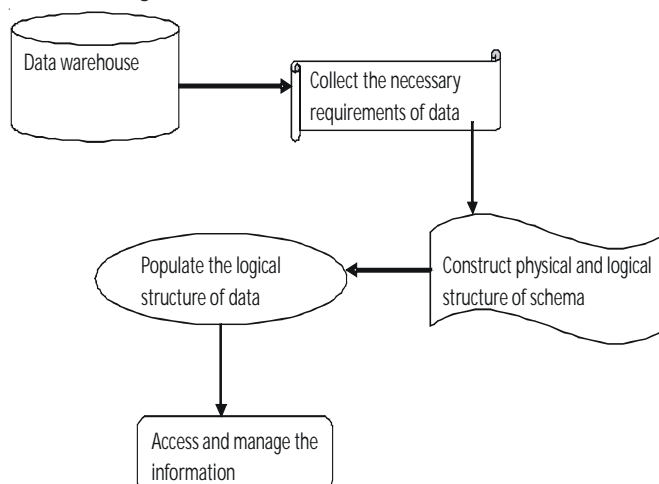 Data warehouse
Collect the necessary
requirements of data
Populate the logical
structure of data
Construct physical and logical
structure of schema
Access and manage the
information